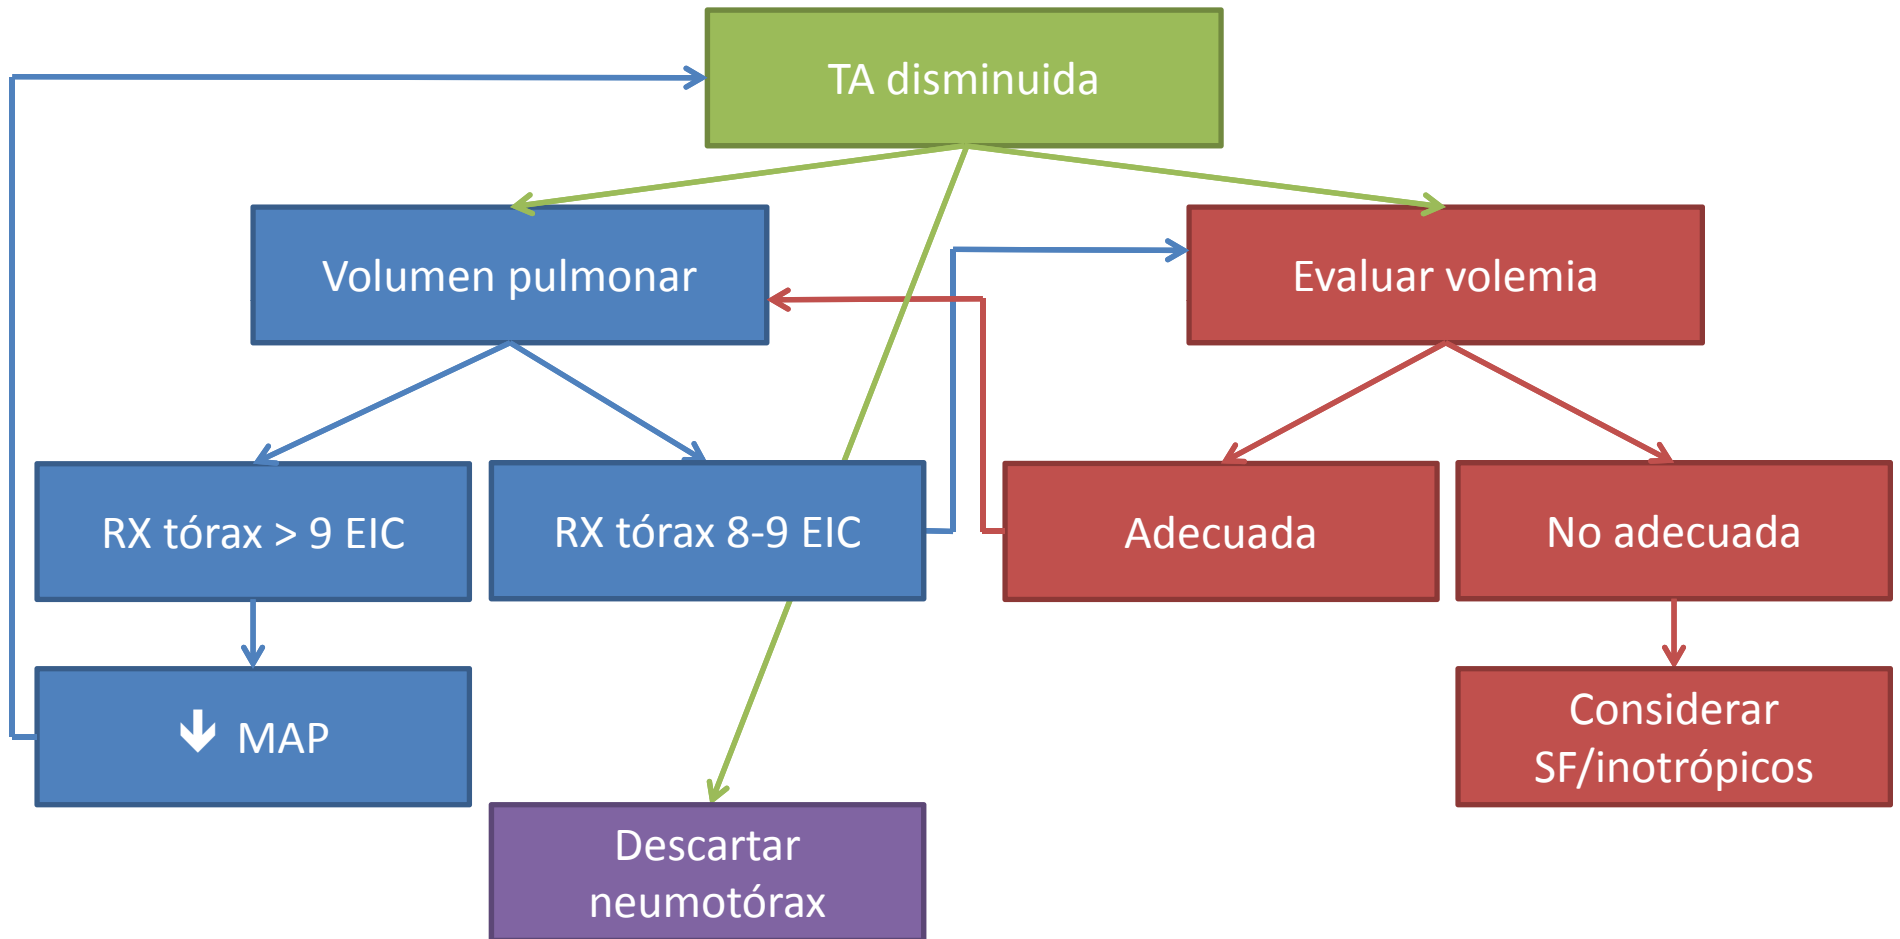 TA disminuida
Volumen pulmonar
Evaluar volemia
RX tórax > 9 EIC
RX tórax 8-9 EIC
Adecuada
No adecuada
🡻 MAP
Considerar
SF/inotrópicos
Descartar
neumotórax